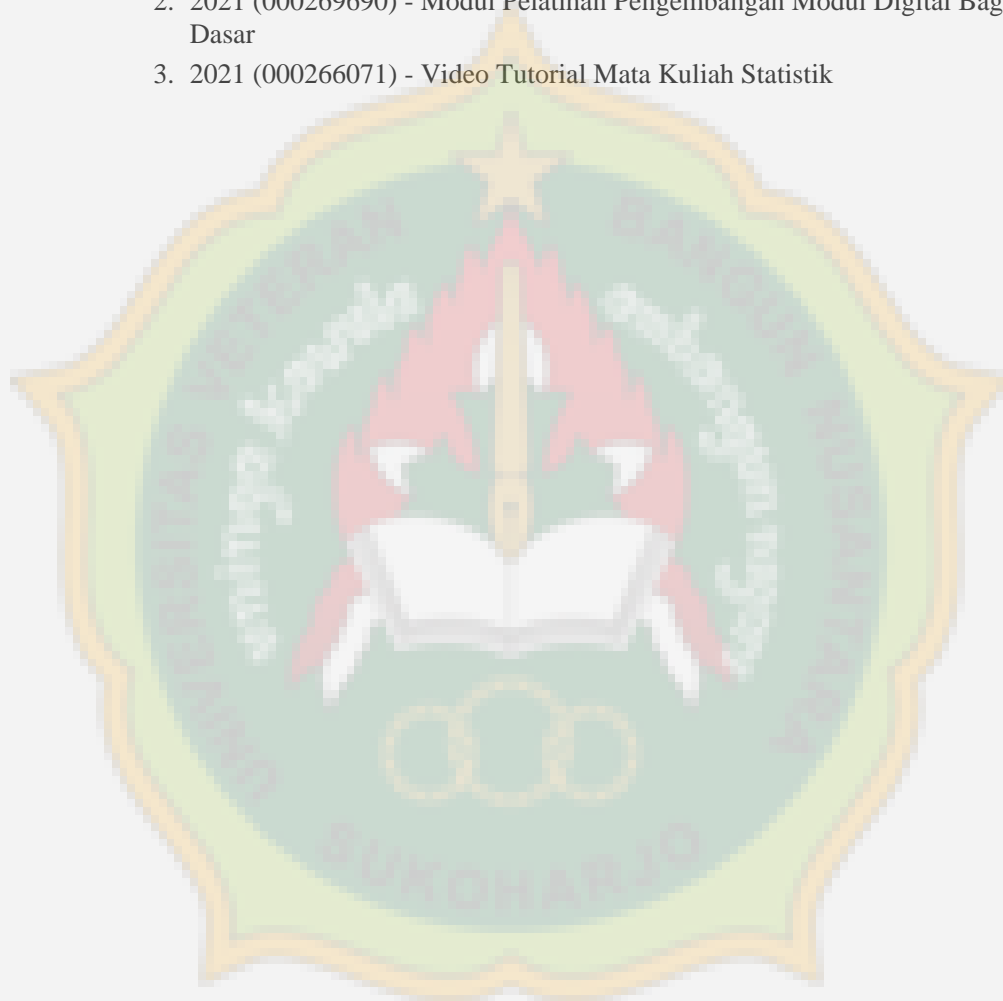 2. 2021 (000269690) - Modul Pelatihan Pengembangan Modul Digital Bag
Dasar
3. 2021 (000266071) - Video Tutorial Mata Kuliah Statistik
UNIVERSITAS VETERAN BANGUN NUSANTARA
SUKOHARJO